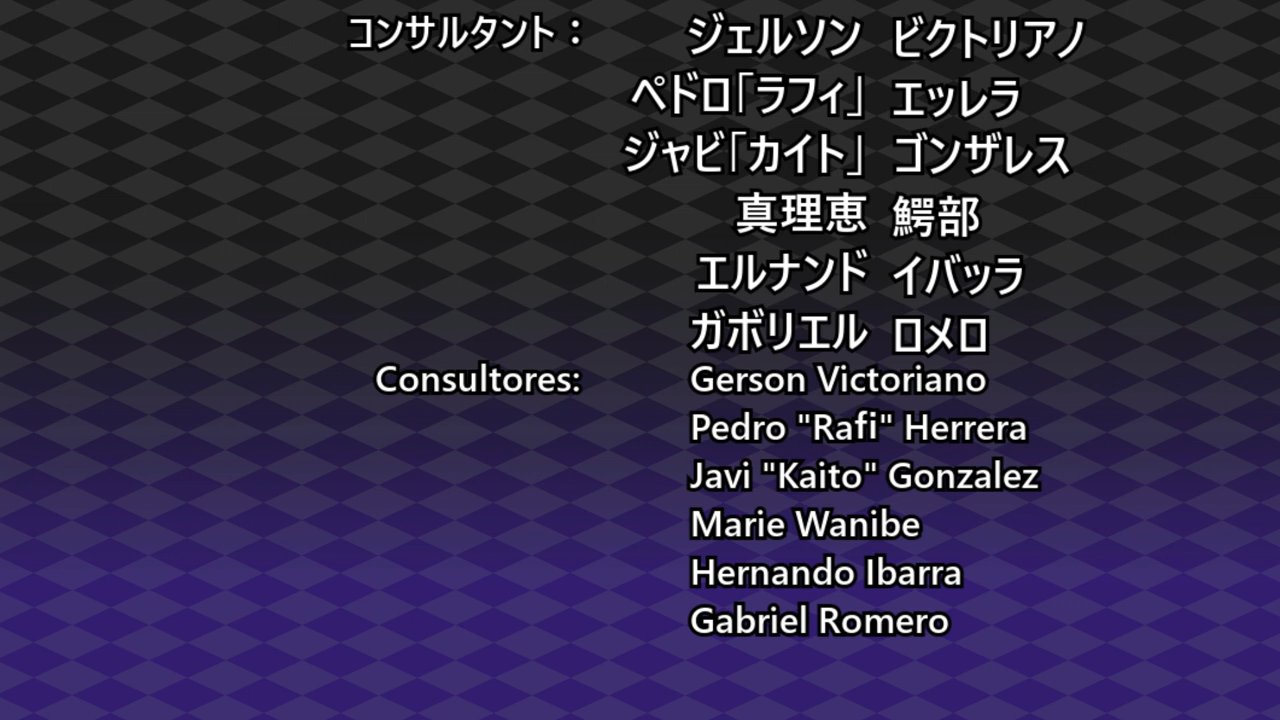 コンサルタント： ジェルソン ビクトリアノ
ペドロ「ラフィ」 エッレラ
ジャビ「カイト」 ゴンザレス
真理恵 鰐部
エルナンド イバッラ
ガボリエル ロメロ
Consultores: Gerson Victoriano
Pedro "Rafi" Herrera
Javi "Kaito" Gonzalez
Marie Wanibe
Hernando Ibarra
Gabriel Romero